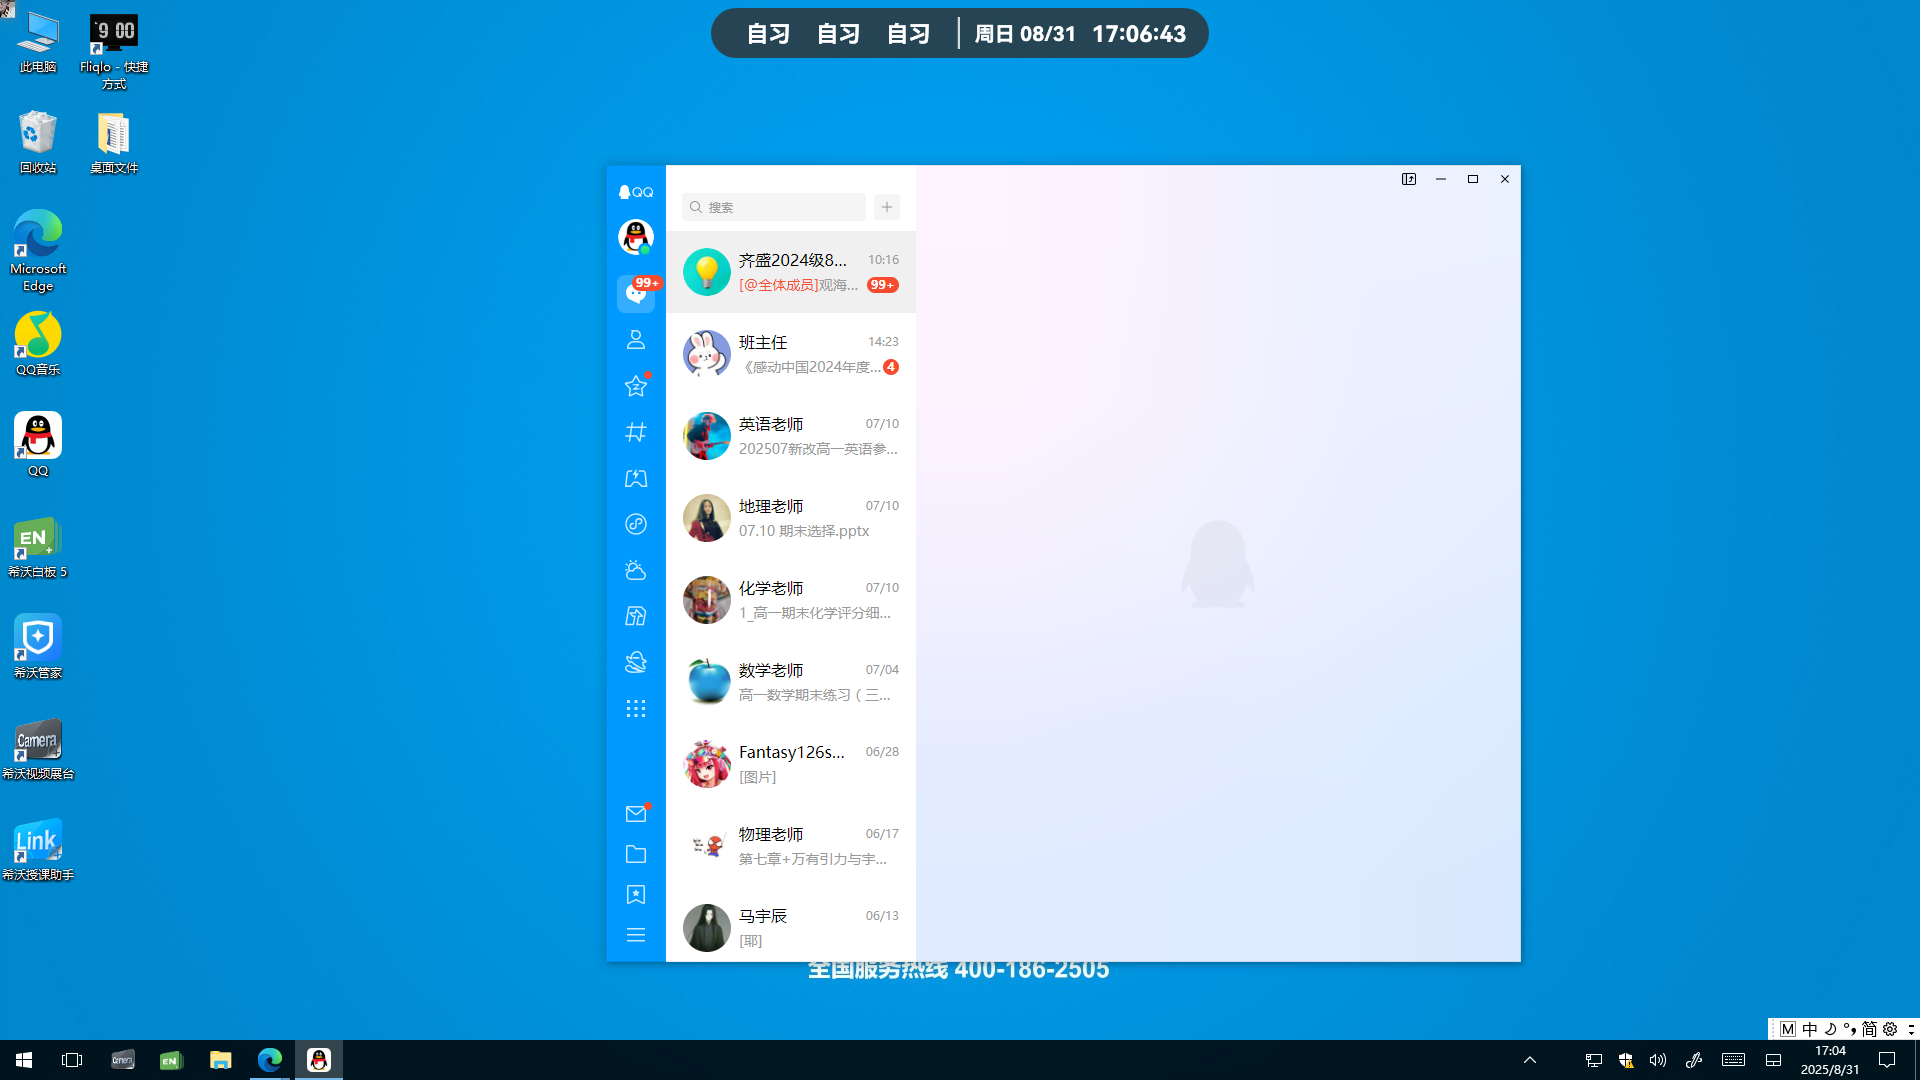 自习 自习 自习 周日 08/31 17:06:43
此电脑
9 00
Fliqlo - 快捷
方式
回收站
桌面文件
Microsoft
Edge
QQ音乐
QQ
EN
希沃白板 5
希沃管家
Camera
希沃视频展台
Link
希沃授课助手
QQ
99+
搜索
齐盛2024级8... 10:16
[@全体成员]观海... 99+
班主任 14:23
《感动中国2024年度... 4
英语老师 07/10
202507新改高一英语参...
地理老师 07/10
07.10 期末选择.pptx
化学老师 07/10
1_高一期末化学评分细...
数学老师 07/04
高一数学期末练习（三...
Fantasy126s... 06/28
[图片]
物理老师 06/17
第七章+万有引力与宇...
马宇辰 06/13
[耶]
全国服务热线 400-186-2505
M 中 简
Camera
EN
17:04
2025/8/31